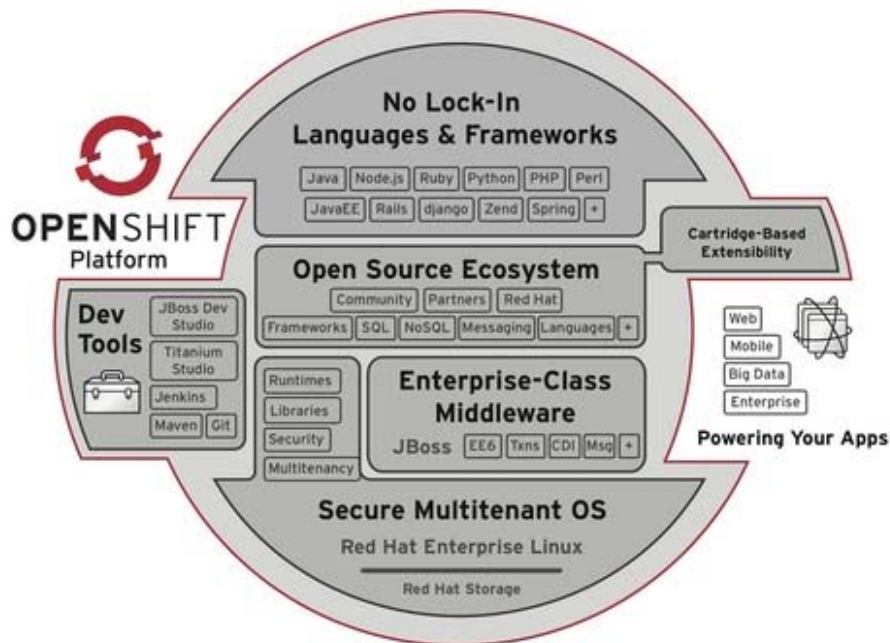 No Lock-In
Languages & Frameworks
Java Node.js Ruby Python PHP Perl
JavaEE Rails django Zend Spring +
OPENSHIFT
Platform
Cartridge-Based
Extensibility
Open Source Ecosystem
Community Partners Red Hat
Frameworks SQL NoSQL Messaging Languages +
Dev
Tools
JBoss Dev
Studio
Titanium
Studio
Jenkins
Maven Git
Runtimes
Libraries
Security
Multitenancy
Enterprise-Class
Middleware
JBoss EE6 Txns CDI Msg +
Web
Mobile
Big Data
Enterprise
Powering Your Apps
Secure Multitenant OS
Red Hat Enterprise Linux
Red Hat Storage